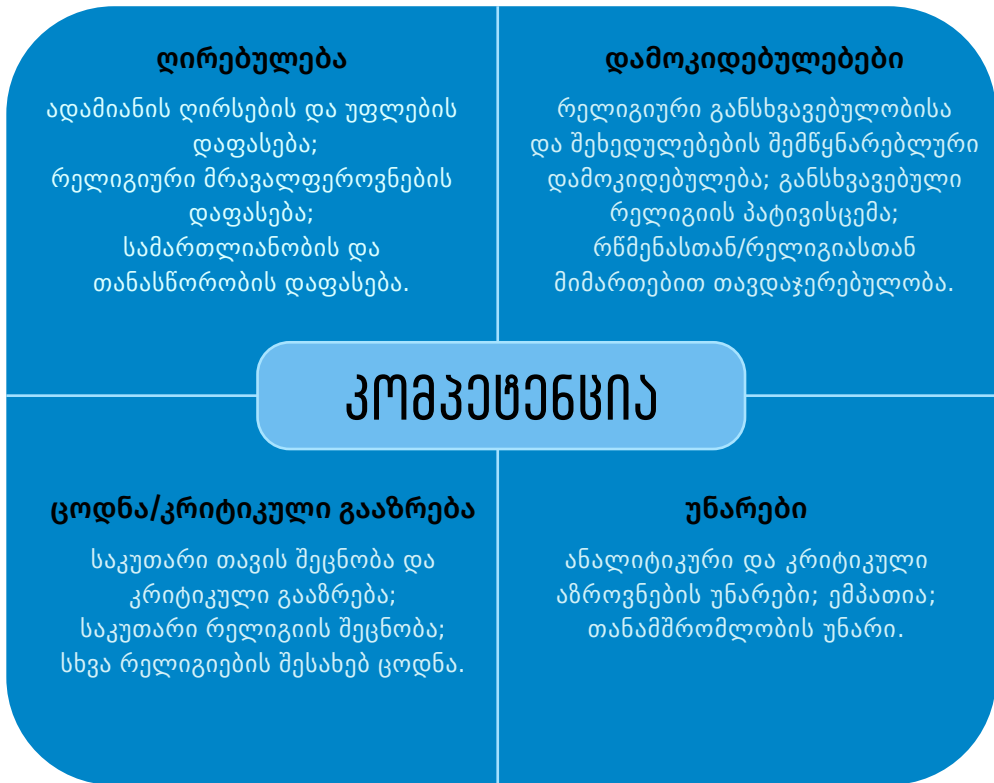 ღირებულება
ადამიანის ღირსების და უფლების
დაფასება;
რელიგიური მრავალფეროვნების
დაფასება;
სამართლიანობის და
თანასწორობის დაფასება.
დამოკიდებულებები
რელიგიური განსხვავებულობისა
და შეხედულებების შემწყნარებლური
დამოკიდებულება; განსხვავებული
რელიგიის პატივისცემა;
რწმენასთან/რელიგიასთან
მიმართებით თავდაჯერებულობა.
კომპეტენცია
ცოდნა/კრიტიკული გააზრება
საკუთარი თავის შეცნობა და
კრიტიკული გააზრება;
საკუთარი რელიგიის შეცნობა;
სხვა რელიგიების შესახებ ცოდნა.
უნარები
ანალიტიკური და კრიტიკული
აზროვნების უნარები; ემპათია;
თანამშრომლობის უნარი.